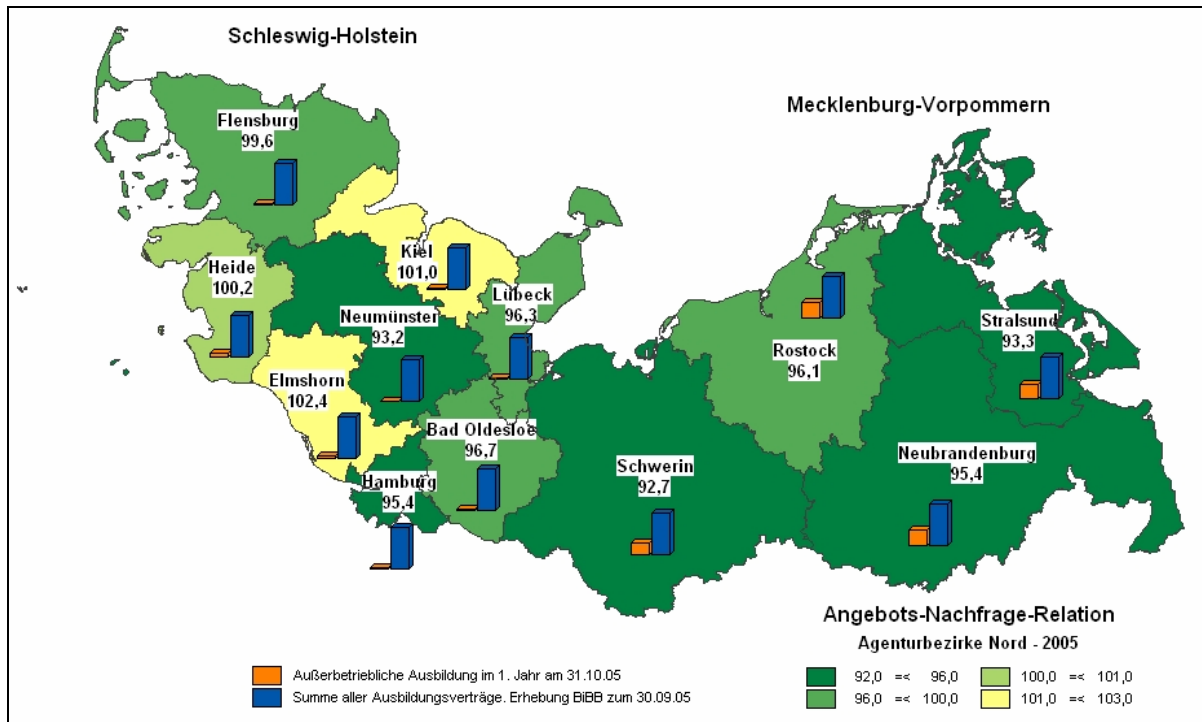 Schleswig-Holstein
Mecklenburg-Vorpommern
Flensburg
99,6
Kiel
101,0
Heide
100,2
Lübeck
96,3
Neumünster
93,2
Stralsund
93,3
Rostock
96,1
Elmshorn
102,4
Bad Oldesloe
96,7
Neubrandenburg
95,4
Schwerin
92,7
Hamburg
95,4
Angebots-Nachfrage-Relation
Agenturbezirke Nord - 2005
Außerbetriebliche Ausbildung im 1. Jahr am 31.10.05
Summe aller Ausbildungsverträge. Erhebung BiBB zum 30.09.05
92,0 =< 96,0
96,0 =< 100,0
100,0 =< 101,0
101,0 =< 103,0